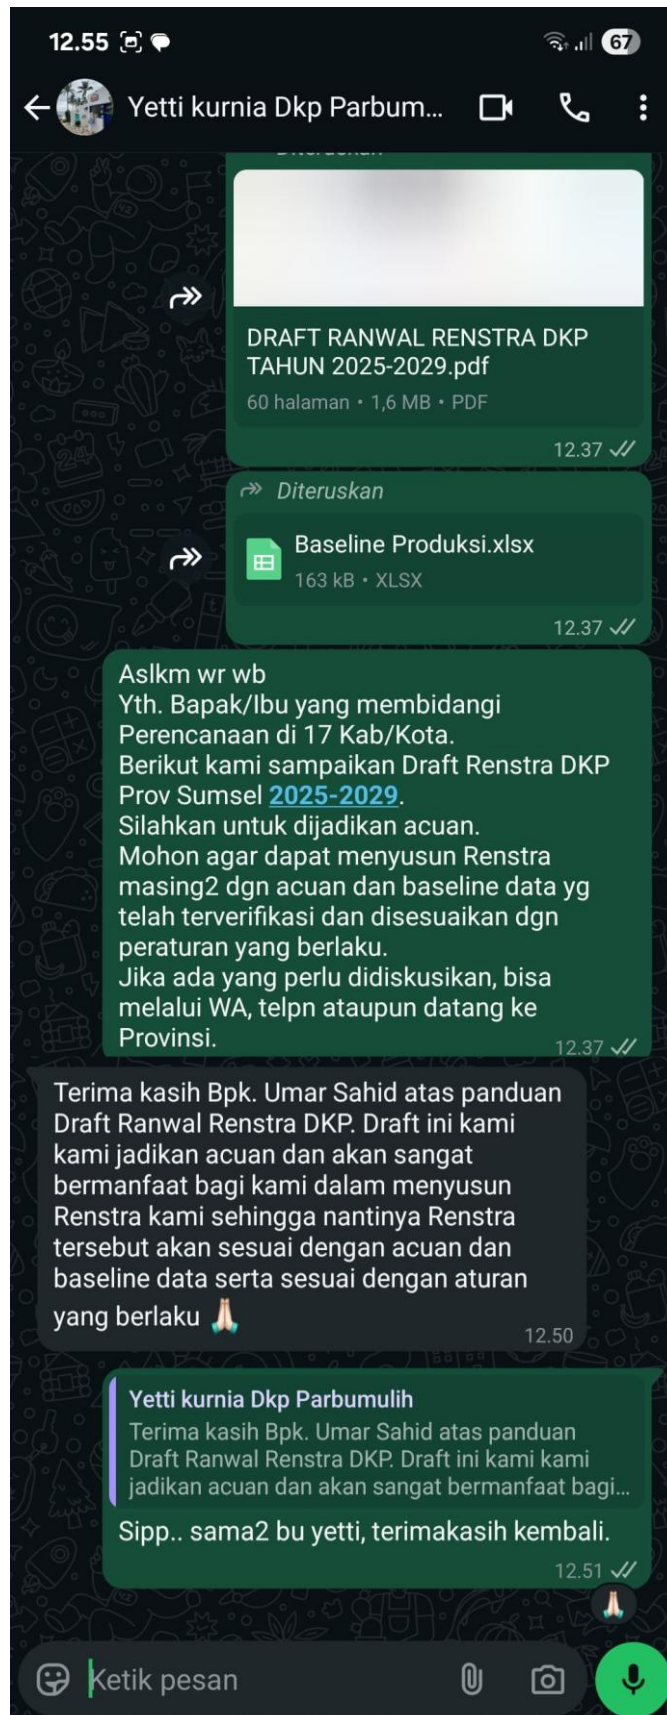 12.55
67
Yetti kurnia Dkp Parbum...
DRAFT RANWAL RENSTRA DKP
TAHUN 2025-2029.pdf
60 halaman • 1,6 MB • PDF
12.37
Diteruskan
Baseline Produksi.xlsx
163 kB • XLSX
12.37
Aslkm wr wb
Yth. Bapak/Ibu yang membidangi
Perencanaan di 17 Kab/Kota.
Berikut kami sampaikan Draft Renstra DKP
Prov Sumsel 2025-2029.
Silahkan untuk dijadikan acuan.
Mohon agar dapat menyusun Renstra
masing2 dgn acuan dan baseline data yg
telah terverifikasi dan disesuaikan dgn
peraturan yang berlaku.
Jika ada yang perlu didiskusikan, bisa
melalui WA, telpn ataupun datang ke
Provinsi.
12.37
Terima kasih Bpk. Umar Sahid atas panduan
Draft Ranwal Renstra DKP. Draft ini kami
kami jadikan acuan dan akan sangat
bermanfaat bagi kami dalam menyusun
Renstra kami sehingga nantinya Renstra
tersebut akan sesuai dengan acuan dan
baseline data serta sesuai dengan aturan
yang berlaku 🙏🏻
12.50
Yetti kurnia Dkp Parbumulih
Terima kasih Bpk. Umar Sahid atas panduan
Draft Ranwal Renstra DKP. Draft ini kami kami
jadikan acuan dan akan sangat bermanfaat bagi...
Sipp.. sama2 bu yetti, terimakasih kembali.
12.51
🙏🏻
Ketik pesan